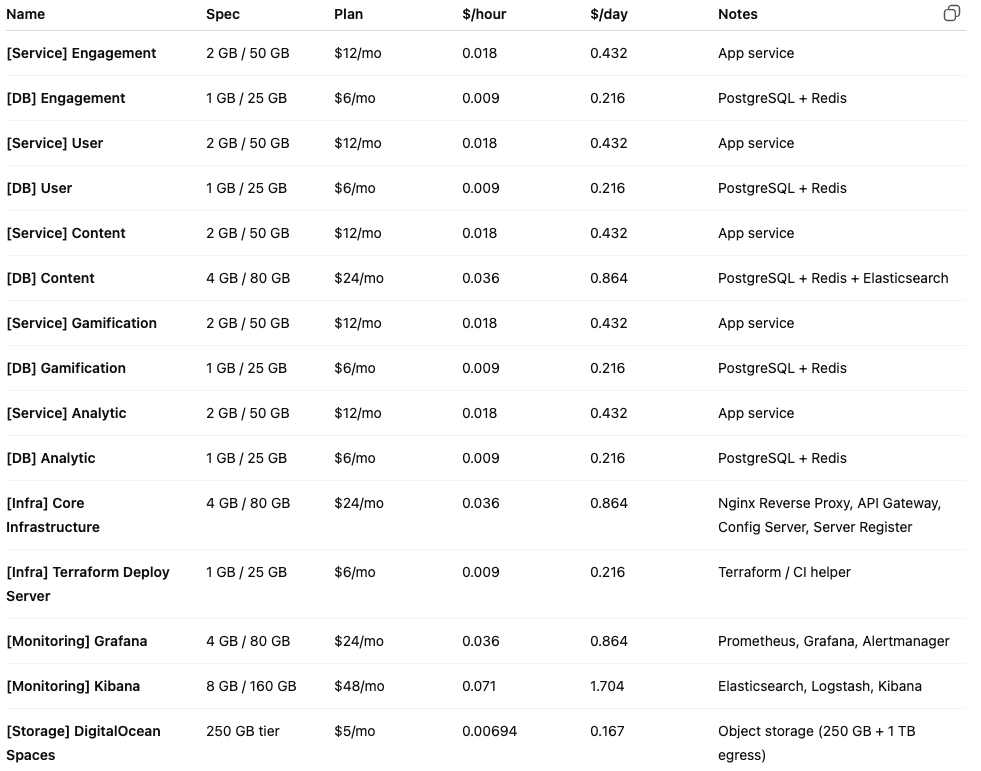 Name Spec Plan $/hour $/day Notes
[Service] Engagement 2 GB / 50 GB $12/mo 0.018 0.432 App service
[DB] Engagement 1 GB / 25 GB $6/mo 0.009 0.216 PostgreSQL + Redis
[Service] User 2 GB / 50 GB $12/mo 0.018 0.432 App service
[DB] User 1 GB / 25 GB $6/mo 0.009 0.216 PostgreSQL + Redis
[Service] Content 2 GB / 50 GB $12/mo 0.018 0.432 App service
[DB] Content 4 GB / 80 GB $24/mo 0.036 0.864 PostgreSQL + Redis + Elasticsearch
[Service] Gamification 2 GB / 50 GB $12/mo 0.018 0.432 App service
[DB] Gamification 1 GB / 25 GB $6/mo 0.009 0.216 PostgreSQL + Redis
[Service] Analytic 2 GB / 50 GB $12/mo 0.018 0.432 App service
[DB] Analytic 1 GB / 25 GB $6/mo 0.009 0.216 PostgreSQL + Redis
[Infra] Core 4 GB / 80 GB $24/mo 0.036 0.864 Nginx Reverse Proxy, API Gateway,
Infrastructure Config Server, Server Register
[Infra] Terraform Deploy 1 GB / 25 GB $6/mo 0.009 0.216 Terraform / CI helper
Server
[Monitoring] Grafana 4 GB / 80 GB $24/mo 0.036 0.864 Prometheus, Grafana, Alertmanager
[Monitoring] Kibana 8 GB / 160 GB $48/mo 0.071 1.704 Elasticsearch, Logstash, Kibana
[Storage] DigitalOcean 250 GB tier $5/mo 0.00694 0.167 Object storage (250 GB + 1 TB
Spaces egress)